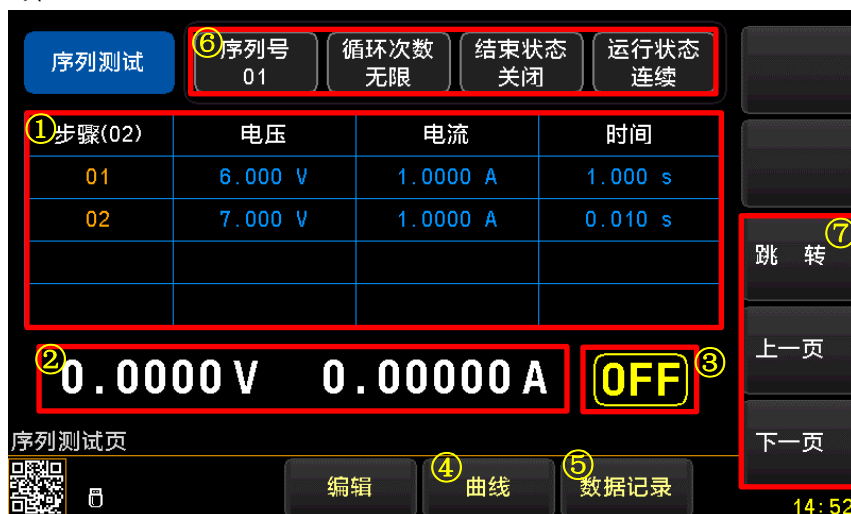 序列测试
⑥序列号
01
循环次数
无限
结束状态
关闭
运行状态
连续
①步骤(02) 电压 电流 时间
01 6.000 V 1.0000 A 1.000 s
02 7.000 V 1.0000 A 0.010 s
⑦
跳 转
②0.0000 V 0.00000 A OFF ③
上一页
序列测试页
下一页
编辑 ④曲线 ⑤数据记录
14:52